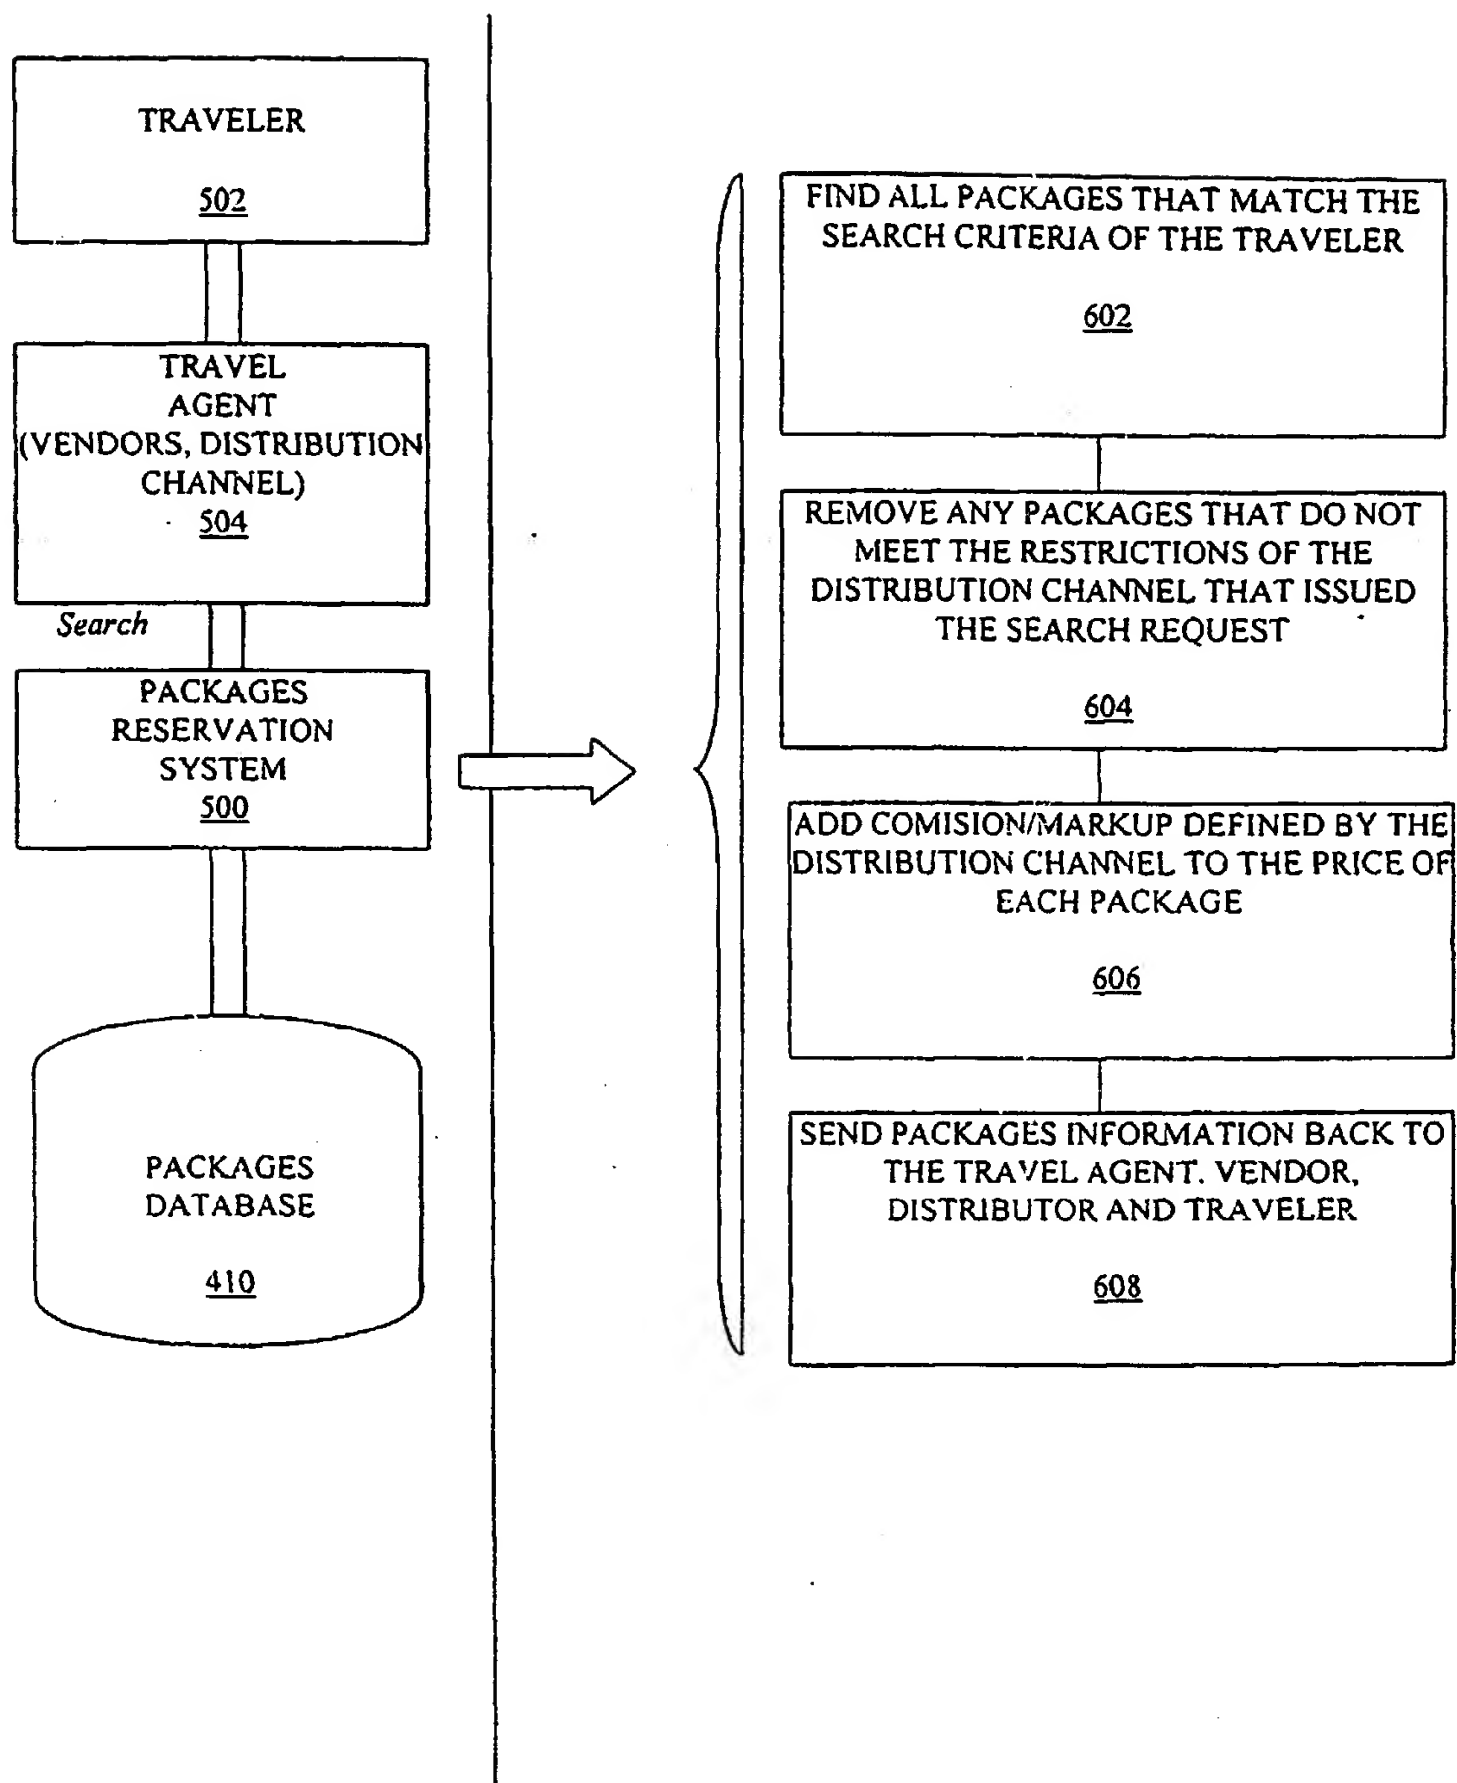 TRAVELER
502
TRAVEL
AGENT
(VENDORS, DISTRIBUTION
CHANNEL)
504
Search
PACKAGES
RESERVATION
SYSTEM
500
PACKAGES
DATABASE
410
FIND ALL PACKAGES THAT MATCH THE
SEARCH CRITERIA OF THE TRAVELER
602
REMOVE ANY PACKAGES THAT DO NOT
MEET THE RESTRICTIONS OF THE
DISTRIBUTION CHANNEL THAT ISSUED
THE SEARCH REQUEST
604
ADD COMISION/MARKUP DEFINED BY THE
DISTRIBUTION CHANNEL TO THE PRICE OF
EACH PACKAGE
606
SEND PACKAGES INFORMATION BACK TO
THE TRAVEL AGENT. VENDOR,
DISTRIBUTOR AND TRAVELER
608